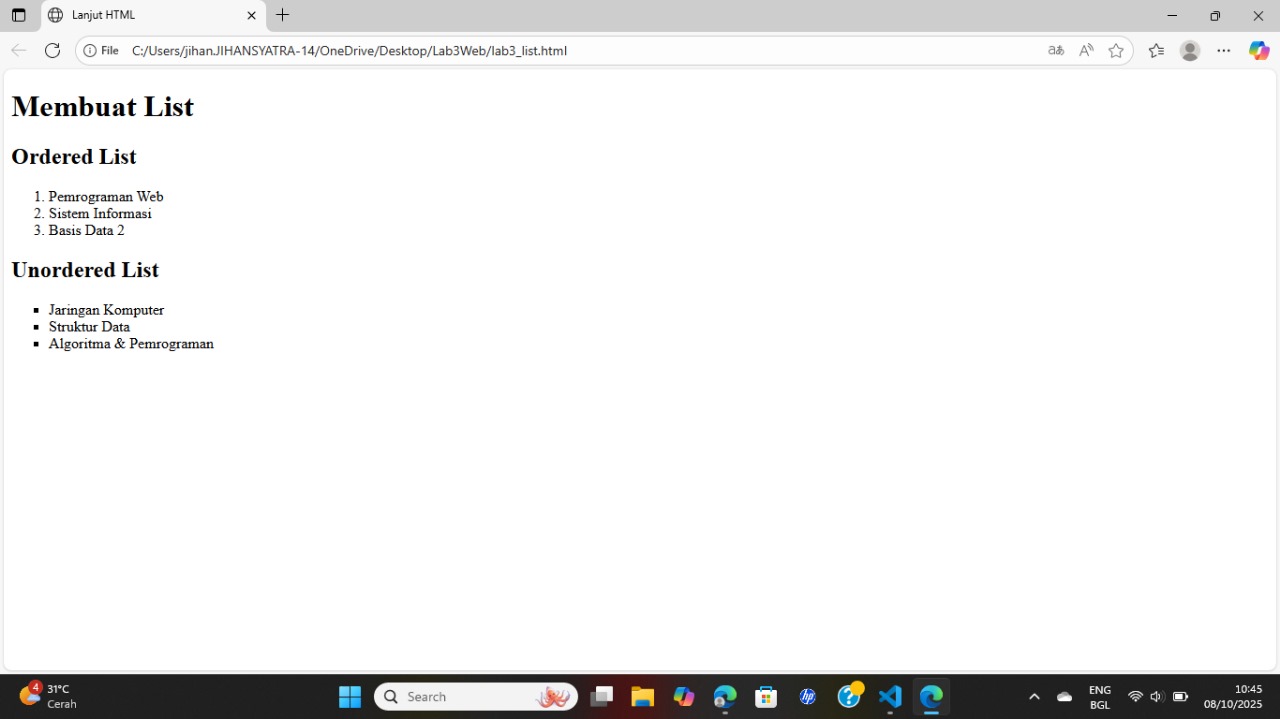 Lanjut HTML
File C:/Users/jihan.JIHANSYATRA-14/OneDrive/Desktop/Lab3Web/lab3_list.html
Membuat List
Ordered List
1. Pemrograman Web
2. Sistem Informasi
3. Basis Data 2
Unordered List
▪ Jaringan Komputer
▪ Struktur Data
▪ Algoritma & Pemrograman
4
31°C
Cerah
Search
hp
ENG
BGL
10:45
08/10/2025